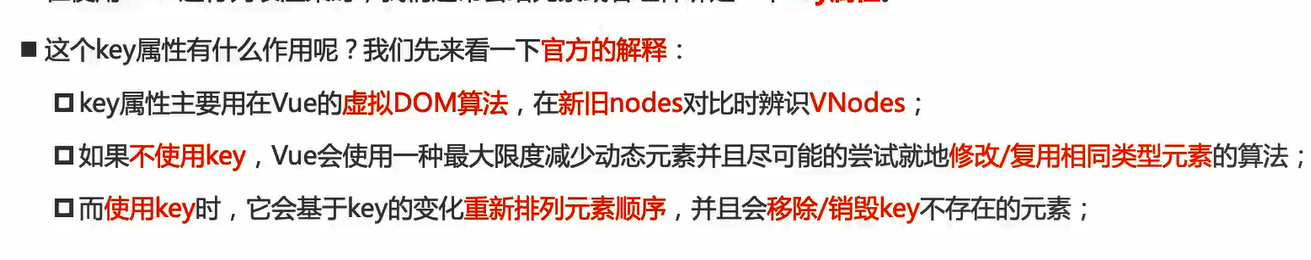 ■ 这个key属性有什么作用呢？我们先来看一下官方的解释：
key属性主要用在Vue的虚拟DOM算法，在新旧nodes对比时辨识VNodes；
如果不使用key，Vue会使用一种最大限度减少动态元素并且尽可能的尝试就地修改/复用相同类型元素的算法；
而使用key时，它会基于key的变化重新排列元素顺序，并且会移除/销毁key不存在的元素；